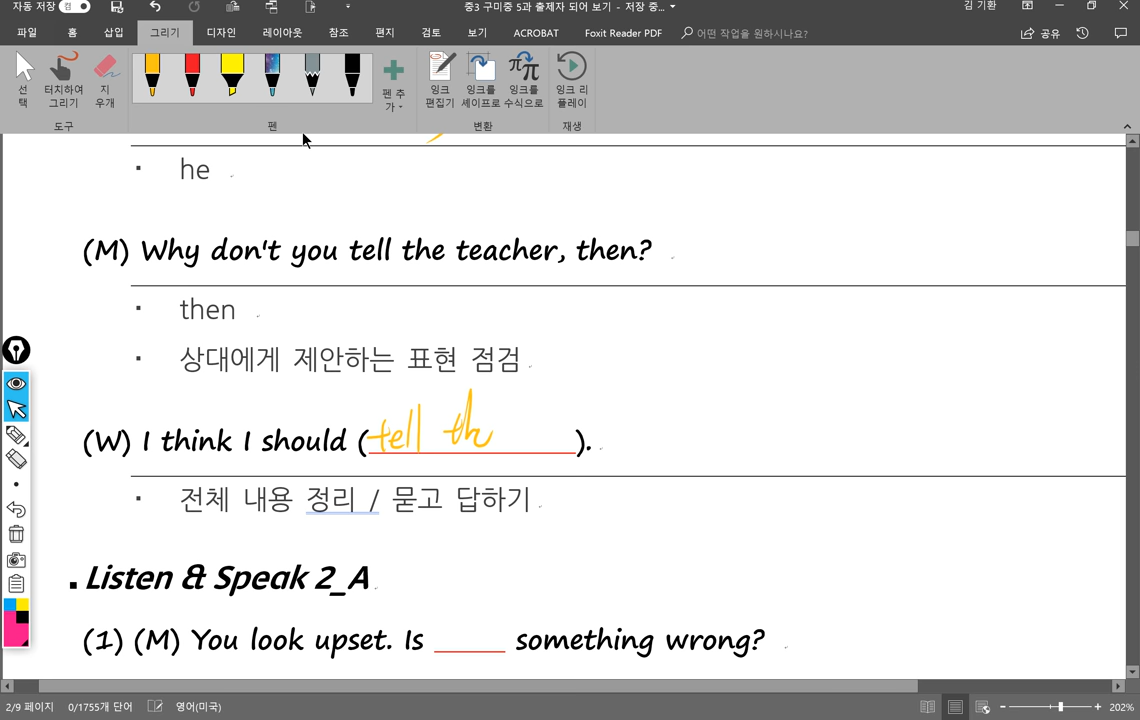 자동 저장 켬 중3 구미중 5과 출제자 되어 보기 - 저장 중... 김 기환
파일 홈 삽입 그리기 디자인 레이아웃 참조 편지 검토 보기 ACROBAT Foxit Reader PDF 어떤 작업을 원하시나요? 공유
선택 터치하여 그리기 지우개 펜 추가 잉크 편집기 잉크를 셰이프로 잉크를 수식으로 잉크 리플레이
도구 펜 변환 재생
· he
(M) Why don't you tell the teacher, then?
· then
· 상대에게 제안하는 표현 점검
(W) I think I should (tell th ).
· 전체 내용 정리 / 묻고 답하기
. Listen & Speak 2_A
(1) (M) You look upset. Is _____ something wrong?
2/9 페이지 0/1755개 단어 영어(미국) 202%